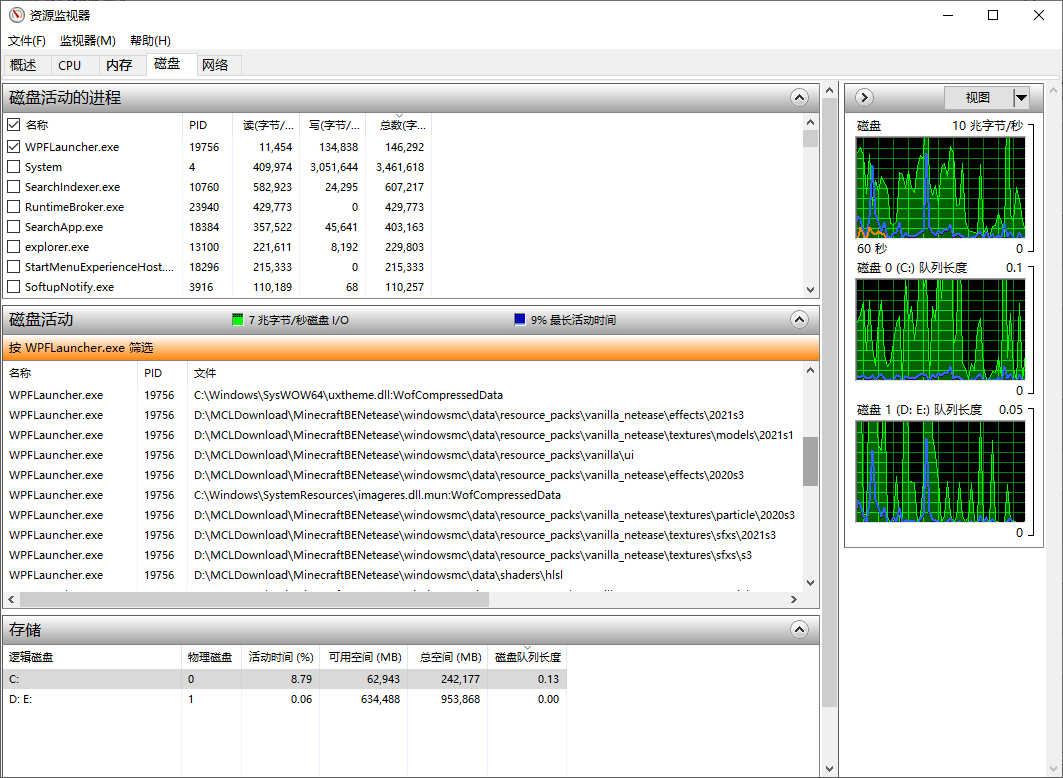 资源监视器
文件(F) 监视器(M) 帮助(H)
概述 CPU 内存 磁盘 网络
磁盘活动的进程
名称 PID 读(字节/... 写(字节/... 总数(字...
WPFLauncher.exe 19756 11,454 134,838 146,292
System 4 409,974 3,051,644 3,461,618
SearchIndexer.exe 10760 582,923 24,295 607,217
RuntimeBroker.exe 23940 429,773 0 429,773
SearchApp.exe 18384 357,522 45,641 403,163
explorer.exe 13100 221,611 8,192 229,803
StartMenuExperienceHost.... 18296 215,333 0 215,333
SoftupNotify.exe 3916 110,189 68 110,257
磁盘活动 7 兆字节/秒磁盘 I/O 9% 最长活动时间
按 WPFLauncher.exe 筛选
名称 PID 文件
WPFLauncher.exe 19756 C:\Windows\SysWOW64\uxtheme.dll:WofCompressedData
WPFLauncher.exe 19756 D:\MCLDownload\MinecraftBENetease\windowsmc\data\resource_packs\vanilla_netease\effects\2021s3
WPFLauncher.exe 19756 D:\MCLDownload\MinecraftBENetease\windowsmc\data\resource_packs\vanilla_netease\textures\models\2021s1
WPFLauncher.exe 19756 D:\MCLDownload\MinecraftBENetease\windowsmc\data\resource_packs\vanilla\ui
WPFLauncher.exe 19756 D:\MCLDownload\MinecraftBENetease\windowsmc\data\resource_packs\vanilla_netease\effects\2020s3
WPFLauncher.exe 19756 C:\Windows\SystemResources\imageres.dll.mun:WofCompressedData
WPFLauncher.exe 19756 D:\MCLDownload\MinecraftBENetease\windowsmc\data\resource_packs\vanilla_netease\textures\particle\2020s3
WPFLauncher.exe 19756 D:\MCLDownload\MinecraftBENetease\windowsmc\data\resource_packs\vanilla_netease\textures\sfxs\2021s3
WPFLauncher.exe 19756 D:\MCLDownload\MinecraftBENetease\windowsmc\data\resource_packs\vanilla_netease\textures\sfxs\s3
WPFLauncher.exe 19756 D:\MCLDownload\MinecraftBENetease\windowsmc\data\shaders\hlsl
存储
逻辑磁盘 物理磁盘 活动时间 (%) 可用空间 (MB) 总空间 (MB) 磁盘队列长度
C: 0 8.79 62,943 242,177 0.13
D: E: 1 0.06 634,488 953,868 0.00
视图
磁盘 10 兆字节/秒
60 秒 0
磁盘 0 (C:) 队列长度 0.1
0
磁盘 1 (D: E:) 队列长度 0.05
0